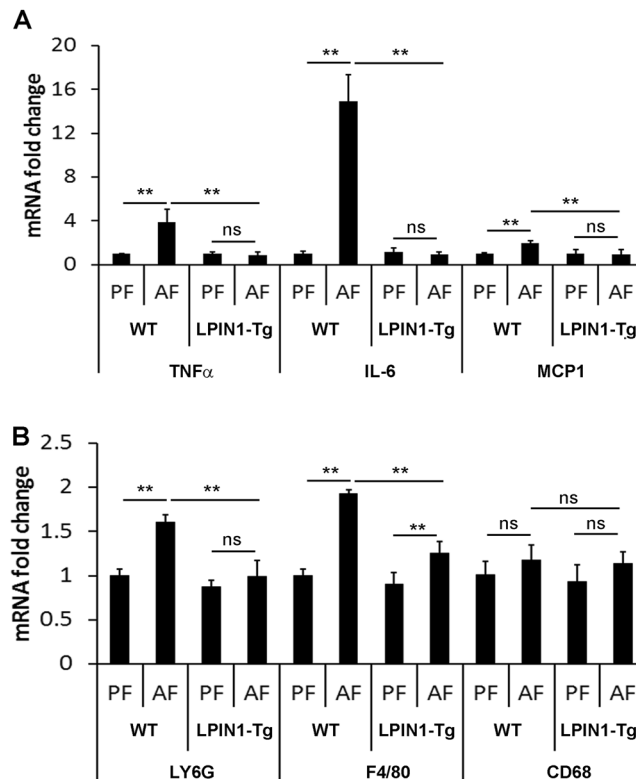 A
mRNA fold change
20
16
12
8
4
0
** ** ns ** ** ns ** ** ns
PF AF PF AF PF AF PF AF PF AF PF AF
WT LPIN1-Tg WT LPIN1-Tg WT LPIN1-Tg
TNFα IL-6 MCP1
B
mRNA fold change
2.5
2
1.5
1
0.5
0
** ** ns ** ** ** ns ns ns
PF AF PF AF PF AF PF AF PF AF PF AF
WT LPIN1-Tg WT LPIN1-Tg WT LPIN1-Tg
LY6G F4/80 CD68